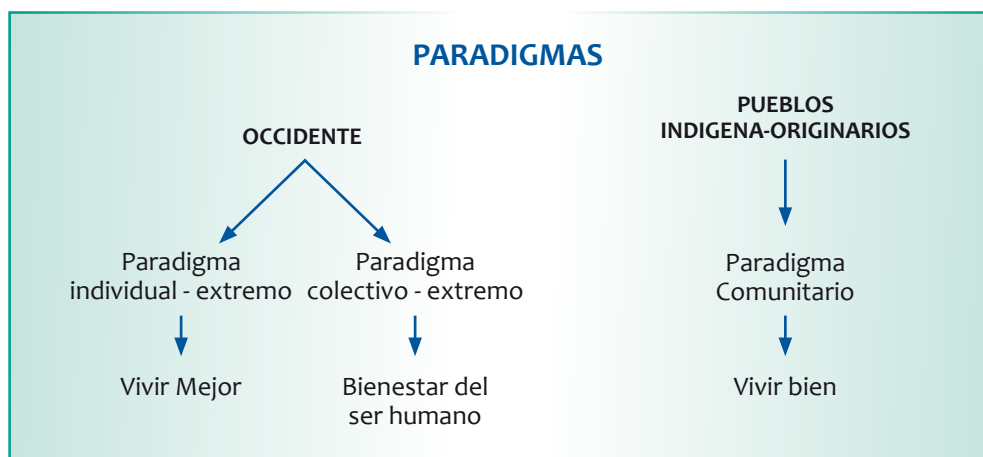 PARADIGMAS
OCCIDENTE
Paradigma
individual - extremo
Vivir Mejor
Paradigma
colectivo - extremo
Bienestar del
ser humano
PUEBLOS
INDIGENA-ORIGINARIOS
Paradigma
Comunitario
Vivir bien